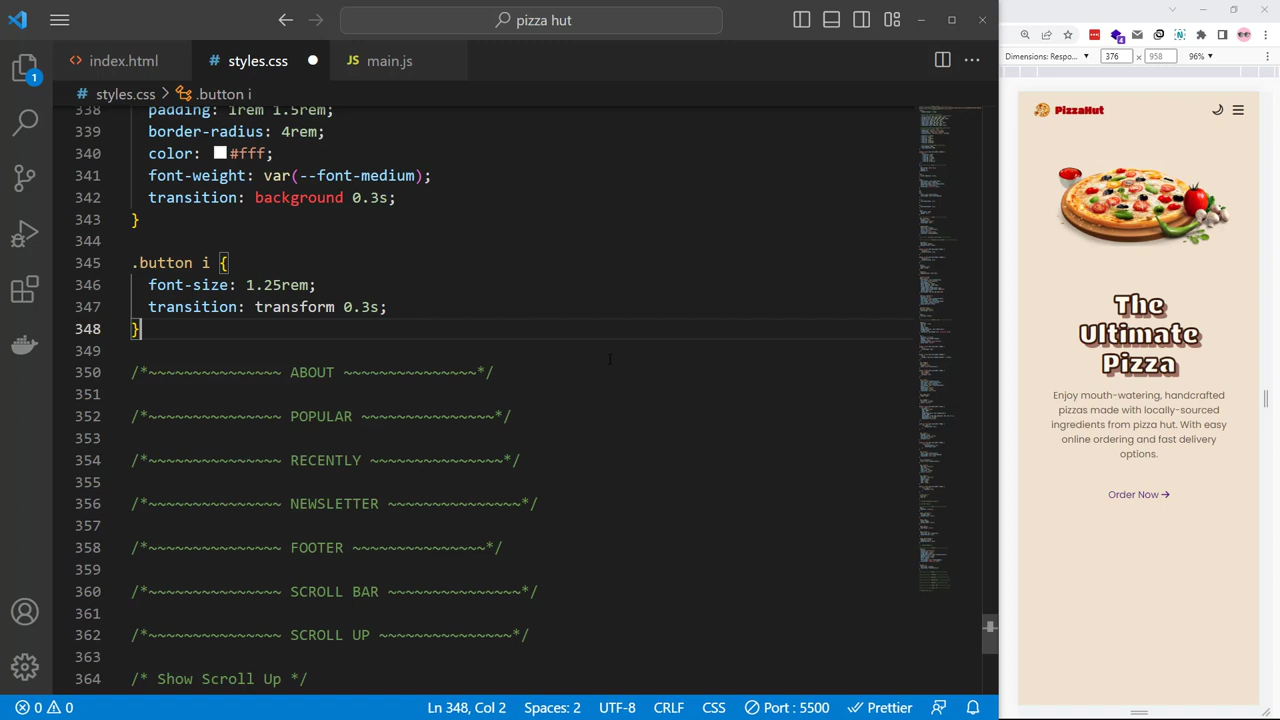 pizza hut
index.html
styles.css
JS main.js
Dimensions: Respo...
376
×
958
96%
1
4
# styles.css > .button i
338 padding: 1rem 1.5rem;
339 border-radius: 4rem;
340 color: #fff;
341 font-weight: var(--font-medium);
342 transition: background 0.3s;
343 }
344
345 .button i {
346 font-size: 1.25rem;
347 transition: transform 0.3s;
348 }
349
350 /*~~~~~~~~~~~~~~~ ABOUT ~~~~~~~~~~~~~~~*/
351
352 /*~~~~~~~~~~~~~~~ POPULAR ~~~~~~~~~~~~~~~*/
353
354 /*~~~~~~~~~~~~~~~ RECENTLY ~~~~~~~~~~~~~~~*/
355
356 /*~~~~~~~~~~~~~~~ NEWSLETTER ~~~~~~~~~~~~~~~*/
357
358 /*~~~~~~~~~~~~~~~ FOOTER ~~~~~~~~~~~~~~~*/
359
360 /*~~~~~~~~~~~~~~~ SCROLL BAR ~~~~~~~~~~~~~~~*/
361
362 /*~~~~~~~~~~~~~~~ SCROLL UP ~~~~~~~~~~~~~~~*/
363
364 /* Show Scroll Up */
PizzaHut
The
Ultimate
Pizza
Enjoy mouth-watering, handcrafted
pizzas made with locally-sourced
ingredients from pizza hut. With easy
online ordering and fast delivery
options.
Order Now →
0 0
Ln 348, Col 2
Spaces: 2
UTF-8
CRLF
CSS
Port : 5500
Prettier